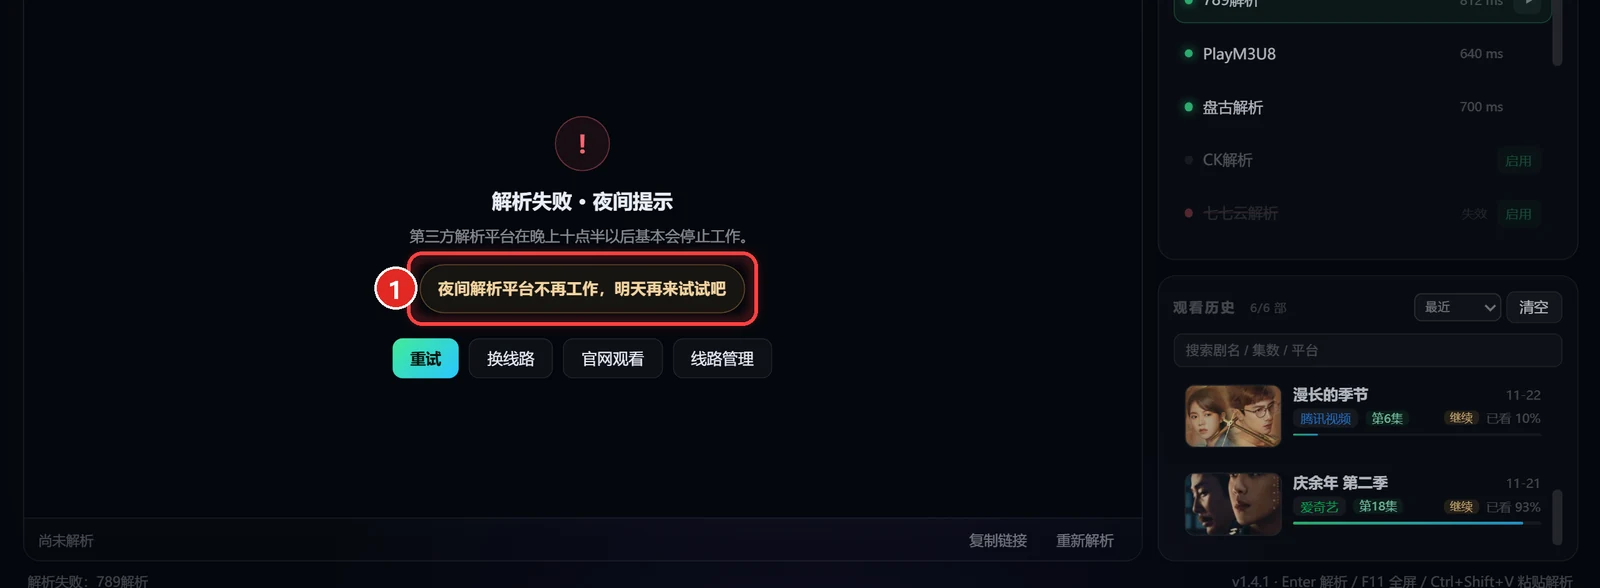 789解析 812 ms
PlayM3U8 640 ms
盘古解析 700 ms
CK解析 启用
七七云解析 失效 启用
!
解析失败 • 夜间提示
第三方解析平台在晚上十点半以后基本会停止工作。
1 夜间解析平台不再工作，明天再来试试吧
重试 换线路 官网观看 线路管理
尚未解析 复制链接 重新解析
观看历史 6/6 部 最近 清空
搜索剧名 / 集数 / 平台
漫长的季节 11-22
腾讯视频 第6集 继续 已看 10%
庆余年 第二季 11-21
爱奇艺 第18集 继续 已看 93%
解析失败：789解析
v1.4.1 · Enter 解析 / F11 全屏 / Ctrl+Shift+V 粘贴解析